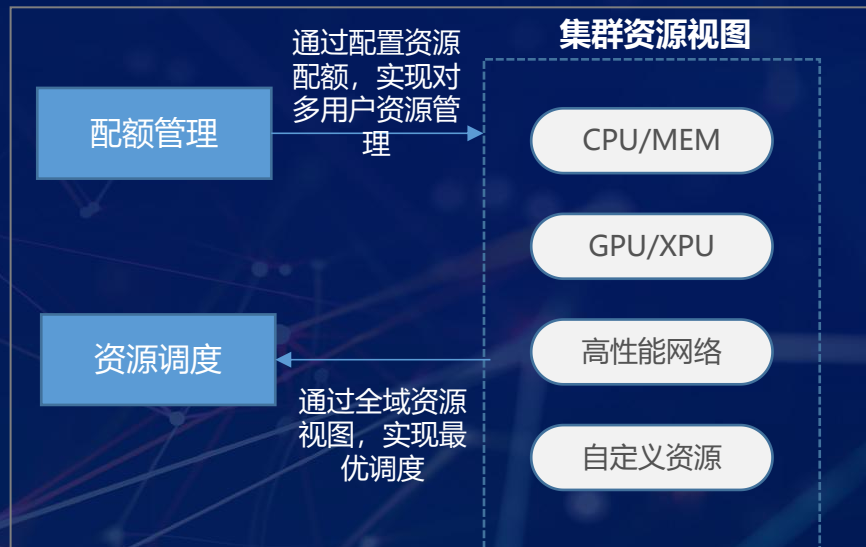 集群资源视图
通过配置资源
配额，实现对
多用户资源管
理
配额管理
CPU/MEM
GPU/XPU
资源调度
高性能网络
通过全域资源
视图，实现最
优调度
自定义资源